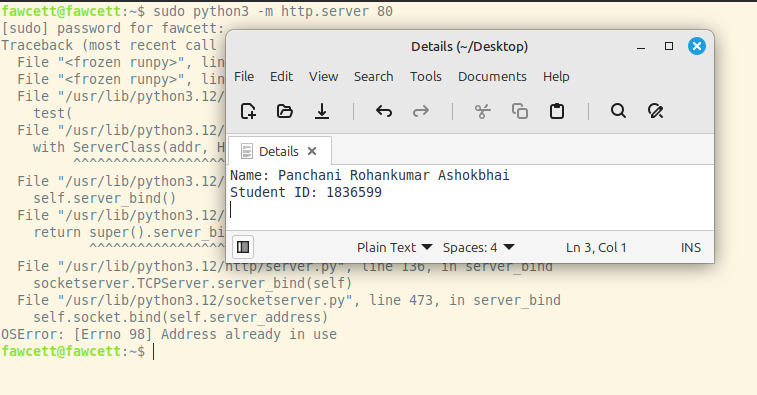 fawcett@fawcett:~$ sudo python3 -m http.server 80
[sudo] password for fawcett:
Traceback (most recent call
File "<frozen runpy>", lin
File "<frozen runpy>", lin
File "/usr/lib/python3.12/
test(
File "/usr/lib/python3.12/
with ServerClass(addr, H
^^^^^^^^^^^^^^^^^^^
File "/usr/lib/python3.12/
self.server_bind()
File "/usr/lib/python3.12/
return super().server_bi
^^^^^^^^^^^^^^^^^
File "/usr/lib/python3.12/http/server.py", line 136, in server_bind
socketserver.TCPServer.server_bind(self)
File "/usr/lib/python3.12/socketserver.py", line 473, in server_bind
self.socket.bind(self.server_address)
OSError: [Errno 98] Address already in use
fawcett@fawcett:~$
Details (~/Desktop)
File Edit View Search Tools Documents Help
Details
Name: Panchani Rohankumar Ashokbhai
Student ID: 1836599
Plain Text Spaces: 4 Ln 3, Col 1 INS